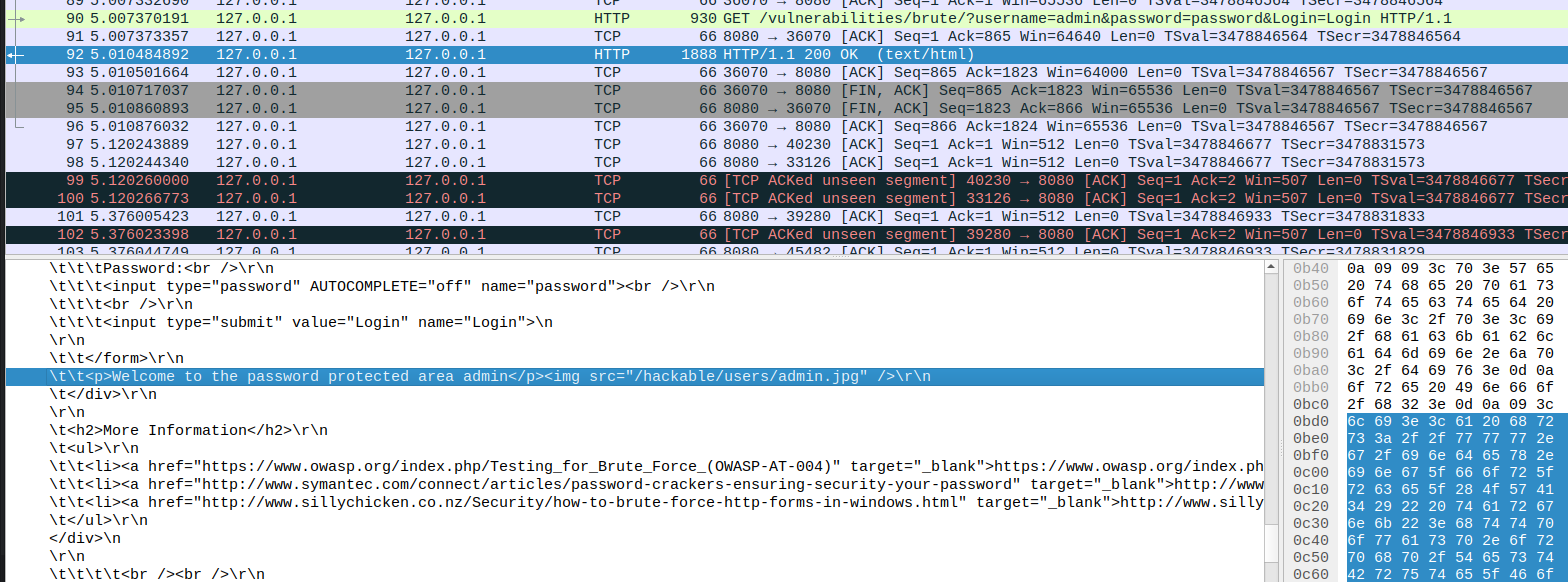 89 5.007332690 127.0.0.1 127.0.0.1 TCP 66 36070 → 8080 [ACK] Seq=1 Ack=1 Win=65536 Len=0 TSval=3478846564 TSecr=3478846564
90 5.007370191 127.0.0.1 127.0.0.1 HTTP 930 GET /vulnerabilities/brute/?username=admin&password=password&Login=Login HTTP/1.1
91 5.007373357 127.0.0.1 127.0.0.1 TCP 66 8080 → 36070 [ACK] Seq=1 Ack=865 Win=64640 Len=0 TSval=3478846564 TSecr=3478846564
92 5.010484892 127.0.0.1 127.0.0.1 HTTP 1888 HTTP/1.1 200 OK (text/html)
93 5.010501664 127.0.0.1 127.0.0.1 TCP 66 36070 → 8080 [ACK] Seq=865 Ack=1823 Win=64000 Len=0 TSval=3478846567 TSecr=3478846567
94 5.010717037 127.0.0.1 127.0.0.1 TCP 66 36070 → 8080 [FIN, ACK] Seq=865 Ack=1823 Win=65536 Len=0 TSval=3478846567 TSecr=3478846567
95 5.010860893 127.0.0.1 127.0.0.1 TCP 66 8080 → 36070 [FIN, ACK] Seq=1823 Ack=866 Win=65536 Len=0 TSval=3478846567 TSecr=3478846567
96 5.010876032 127.0.0.1 127.0.0.1 TCP 66 36070 → 8080 [ACK] Seq=866 Ack=1824 Win=65536 Len=0 TSval=3478846567 TSecr=3478846567
97 5.120243889 127.0.0.1 127.0.0.1 TCP 66 8080 → 40230 [ACK] Seq=1 Ack=1 Win=512 Len=0 TSval=3478846677 TSecr=3478831573
98 5.120244340 127.0.0.1 127.0.0.1 TCP 66 8080 → 33126 [ACK] Seq=1 Ack=1 Win=512 Len=0 TSval=3478846677 TSecr=3478831573
99 5.120260000 127.0.0.1 127.0.0.1 TCP 66 [TCP ACKed unseen segment] 40230 → 8080 [ACK] Seq=1 Ack=2 Win=507 Len=0 TSval=3478846677 TSecr
100 5.120266773 127.0.0.1 127.0.0.1 TCP 66 [TCP ACKed unseen segment] 33126 → 8080 [ACK] Seq=1 Ack=2 Win=507 Len=0 TSval=3478846677 TSecr
101 5.376005423 127.0.0.1 127.0.0.1 TCP 66 8080 → 39280 [ACK] Seq=1 Ack=1 Win=512 Len=0 TSval=3478846933 TSecr=3478831833
102 5.376023398 127.0.0.1 127.0.0.1 TCP 66 [TCP ACKed unseen segment] 39280 → 8080 [ACK] Seq=1 Ack=2 Win=507 Len=0 TSval=3478846933 TSecr
103 5.376044749 127.0.0.1 127.0.0.1 TCP 66 8080 → 45482 [ACK] Seq=1 Ack=1 Win=512 Len=0 TSval=3478846933 TSecr=3478831829
\t\t\tPassword:<br />\r\n
\t\t\t<input type="password" AUTOCOMPLETE="off" name="password"><br />\r\n
\t\t\t<br />\r\n
\t\t\t<input type="submit" value="Login" name="Login">\n
\r\n
\t\t</form>\r\n
\t\t<p>Welcome to the password protected area admin</p><img src="/hackable/users/admin.jpg" />\r\n
\t</div>\r\n
\r\n
\t<h2>More Information</h2>\r\n
\t<ul>\r\n
\t\t<li><a href="https://www.owasp.org/index.php/Testing_for_Brute_Force_(OWASP-AT-004)" target="_blank">https://www.owasp.org/index.ph
\t\t<li><a href="http://www.symantec.com/connect/articles/password-crackers-ensuring-security-your-password" target="_blank">http://www
\t\t<li><a href="http://www.sillychicken.co.nz/Security/how-to-brute-force-http-forms-in-windows.html" target="_blank">http://www.silly
\t</ul>\r\n
</div>\n
\r\n
\t\t\t\t<br /><br />\r\n
0b40 0a 09 09 3c 70 3e 57 65
0b50 20 74 68 65 20 70 61 73
0b60 6f 74 65 63 74 65 64 20
0b70 69 6e 3c 2f 70 3e 3c 69
0b80 2f 68 61 63 6b 61 62 6c
0b90 61 64 6d 69 6e 2e 6a 70
0ba0 3c 2f 64 69 76 3e 0d 0a
0bb0 6f 72 65 20 49 6e 66 6f
0bc0 2f 68 32 3e 0d 0a 09 3c
0bd0 6c 69 3e 3c 61 20 68 72
0be0 73 3a 2f 2f 77 77 77 2e
0bf0 67 2f 69 6e 64 65 78 2e
0c00 69 6e 67 5f 66 6f 72 5f
0c10 72 63 65 5f 28 4f 57 41
0c20 34 29 22 20 74 61 72 67
0c30 6e 6b 22 3e 68 74 74 70
0c40 6f 77 61 73 70 2e 6f 72
0c50 70 68 70 2f 54 65 73 74
0c60 42 72 75 74 65 5f 46 6f